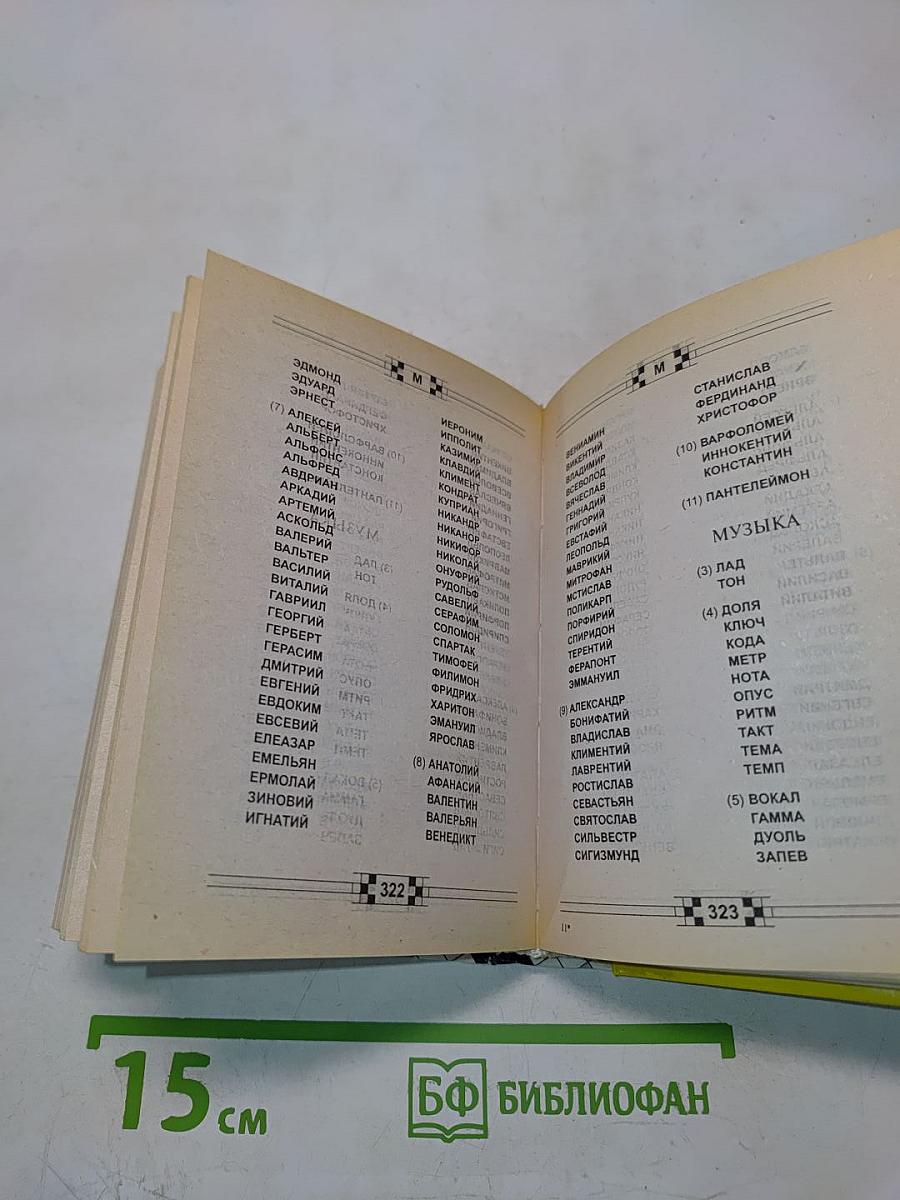 М
ЭДМОНД
ЭДУАРД
ЭРНЕСТ
(7) АЛЕКСЕЙ
АЛЬБЕРТ
АЛЬФОНС
АЛЬФРЕД
АВДРИАН
АРКАДИЙ
АРТЕМИЙ
АСКОЛЬД
ВАЛЕРИЙ
ВАЛЬТЕР
ВАСИЛИЙ
ВИТАЛИЙ
ГАВРИИЛ
ГЕОРГИЙ
ГЕРБЕРТ
ГЕРАСИМ
ДМИТРИЙ
ЕВГЕНИЙ
ЕВДОКИМ
ЕВСЕВИЙ
ЕЛЕАЗАР
ЕМЕЛЬЯН
ЕРМОЛАЙ
ЗИНОВИЙ
ИГНАТИЙ
ИЕРОНИМ
ИППОЛИТ
КАЗИМИР
КЛАВДИЙ
КЛИМЕНТ
КОНДРАТ
КУПРИАН
НИКАНДР
НИКАНОР
НИКИФОР
НИКОЛАЙ
ОНУФРИЙ
РУДОЛЬФ
САВЕЛИЙ
СЕРАФИМ
СОЛОМОН
СПАРТАК
ТИМОФЕЙ
ФИЛИМОН
ФРИДРИХ
ХАРИТОН
ЭМАНУИЛ
ЯРОСЛАВ
(8) АНАТОЛИЙ
АФАНАСИЙ
ВАЛЕНТИН
ВАЛЕРЬЯН
ВЕНЕДИКТ
322
М
ВЕНИАМИН
ВИКЕНТИЙ
ВЛАДИМИР
ВСЕВОЛОД
ВЯЧЕСЛАВ
ГЕННАДИЙ
ГРИГОРИЙ
ЕВСТАФИЙ
ЛЕОПОЛЬД
МАВРИКИЙ
МИТРОФАН
МСТИСЛАВ
ПОЛИКАРП
ПОРФИРИЙ
СПИРИДОН
ТЕРЕНТИЙ
ФЕРАПОНТ
ЭММАНУИЛ
(9) АЛЕКСАНДР
БОНИФАТИЙ
ВЛАДИСЛАВ
КЛИМЕНТИЙ
ЛАВРЕНТИЙ
РОСТИСЛАВ
СЕВАСТЬЯН
СВЯТОСЛАВ
СИЛЬВЕСТР
СИГИЗМУНД
СТАНИСЛАВ
ФЕРДИНАНД
ХРИСТОФОР
(10) ВАРФОЛОМЕЙ
ИННОКЕНТИЙ
КОНСТАНТИН
(11) ПАНТЕЛЕЙМОН
МУЗЫКА
(3) ЛАД
ТОН
(4) ДОЛЯ
КЛЮЧ
КОДА
МЕТР
НОТА
ОПУС
РИТМ
ТАКТ
ТЕМА
ТЕМП
(5) ВОКАЛ
ГАММА
ДУОЛЬ
ЗАПЕВ
323
11*
15 см
БФ БИБЛИОФАН